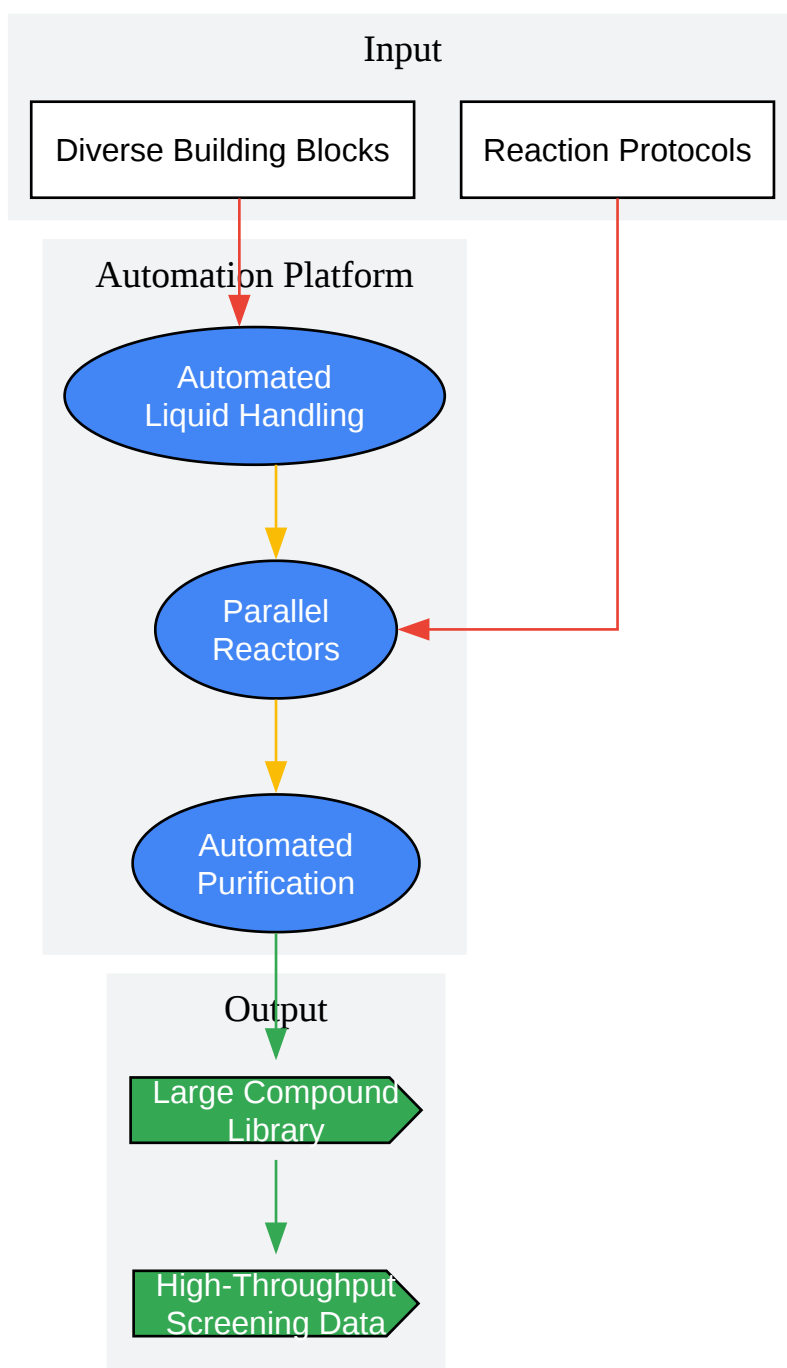 Input
Diverse Building Blocks
Reaction Protocols
Automation Platform
Automated
Liquid Handling
Parallel
Reactors
Automated
Purification
Output
Large Compound
Library
High-Throughput
Screening Data